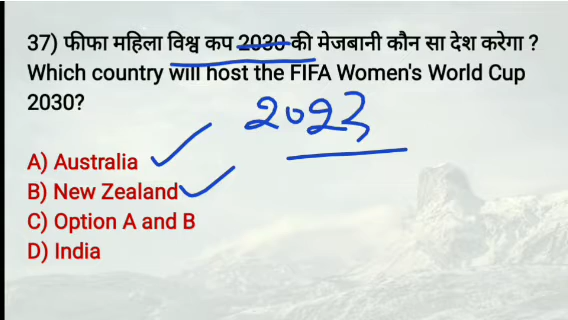 37) फीफा महिला विश्व कप 2030 की मेजबानी कौन सा देश करेगा ?
Which country will host the FIFA Women's World Cup
2030?
2023
A) Australia
B) New Zealand
C) Option A and B
D) India